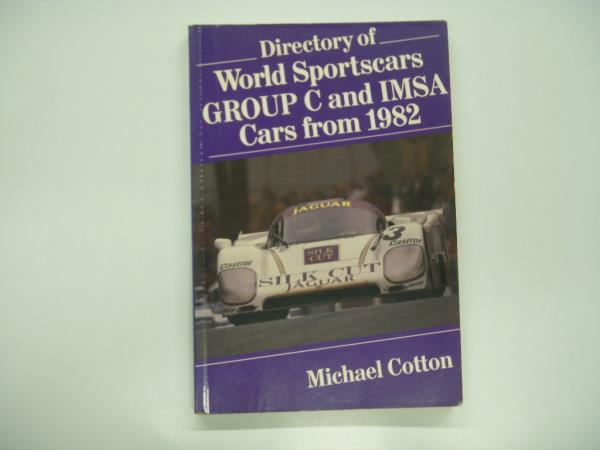 Directory of
World Sportscars
GROUP C and IMSA
Cars from 1982
JAGUAR
SILK
CUT
3
Castrol
Castrol
SILK CUT
JAGUAR
Michael Cotton